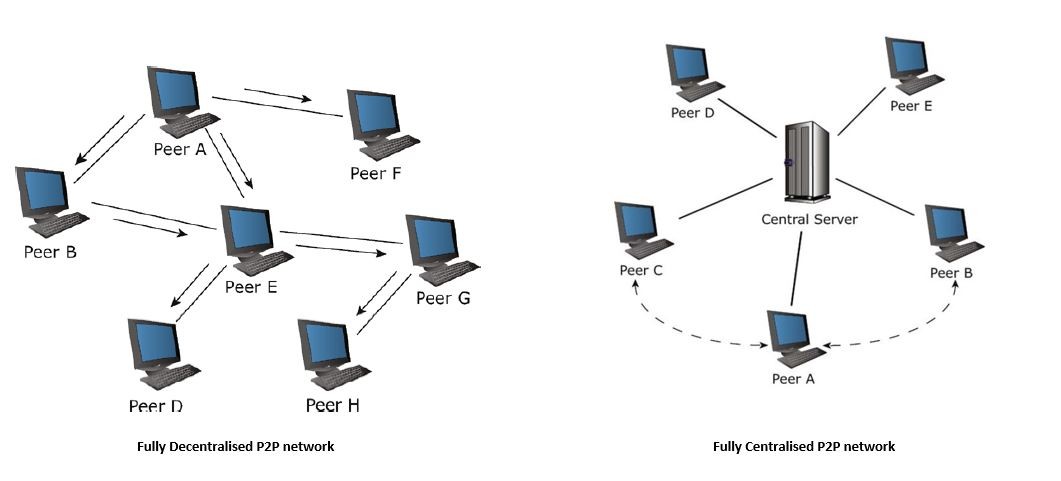 Peer A
Peer F
Peer B
Peer E
Peer G
Peer D
Peer H
Fully Decentralised P2P network
Peer D
Peer E
Central Server
Peer C
Peer B
Peer A
Fully Centralised P2P network